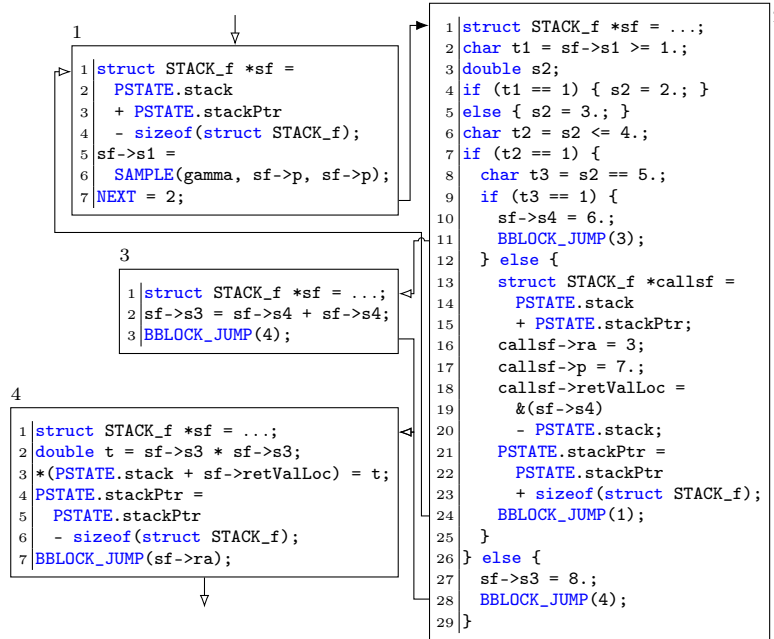 1
1 struct STACK_f *sf =
2   PSTATE.stack
3   + PSTATE.stackPtr
4   - sizeof(struct STACK_f);
5 sf->s1 =
6   SAMPLE(gamma, sf->p, sf->p);
7 NEXT = 2;
1 struct STACK_f *sf = ...;
2 char t1 = sf->s1 >= 1.;
3 double s2;
4 if (t1 == 1) { s2 = 2.; }
5 else { s2 = 3.; }
6 char t2 = s2 <= 4.;
7 if (t2 == 1) {
8   char t3 = s2 == 5.;
9   if (t3 == 1) {
10     sf->s4 = 6.;
11     BBLOCK_JUMP(3);
12   } else {
13     struct STACK_f *callsf =
14       PSTATE.stack
15       + PSTATE.stackPtr;
16     callsf->ra = 3;
17     callsf->p = 7.;
18     callsf->retValLoc =
19       &(sf->s4)
20       - PSTATE.stack;
21     PSTATE.stackPtr =
22       PSTATE.stackPtr
23       + sizeof(struct STACK_f);
24     BBLOCK_JUMP(1);
25   }
26 } else {
27   sf->s3 = 8.;
28   BBLOCK_JUMP(4);
29 }
3
1 struct STACK_f *sf = ...;
2 sf->s3 = sf->s4 + sf->s4;
3 BBLOCK_JUMP(4);
4
1 struct STACK_f *sf = ...;
2 double t = sf->s3 * sf->s3;
3 *(PSTATE.stack + sf->retValLoc) = t;
4 PSTATE.stackPtr =
5   PSTATE.stackPtr
6   - sizeof(struct STACK_f);
7 BBLOCK_JUMP(sf->ra);